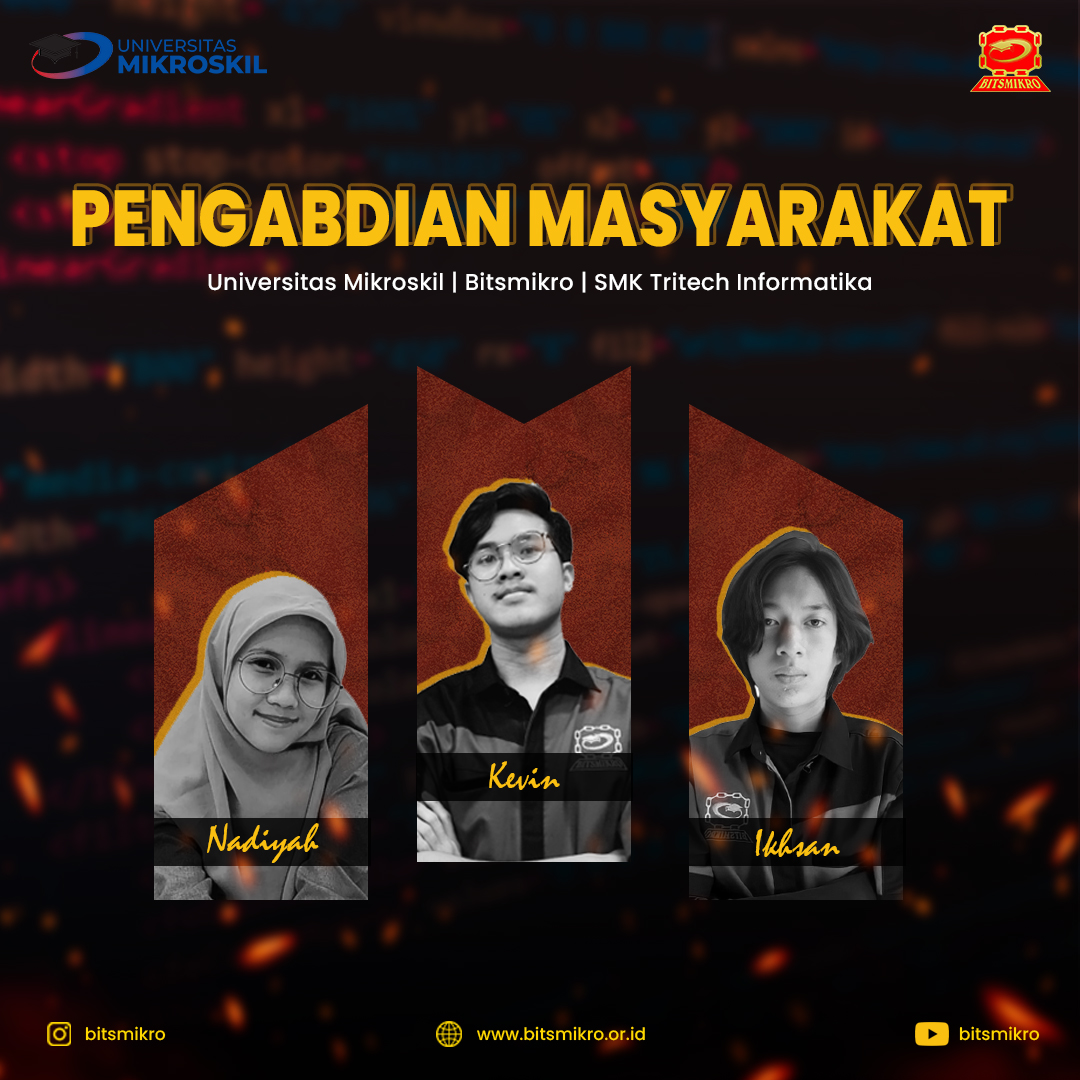 UNIVERSITAS
MIKROSKIL
BITSMIKRO
PENGABDIAN MASYARAKAT
Universitas Mikroskil | Bitsmikro | SMK Tritech Informatika
Kevin
Nadiyah
Ikhsan
bitsmikro
www.bitsmikro.or.id
bitsmikro